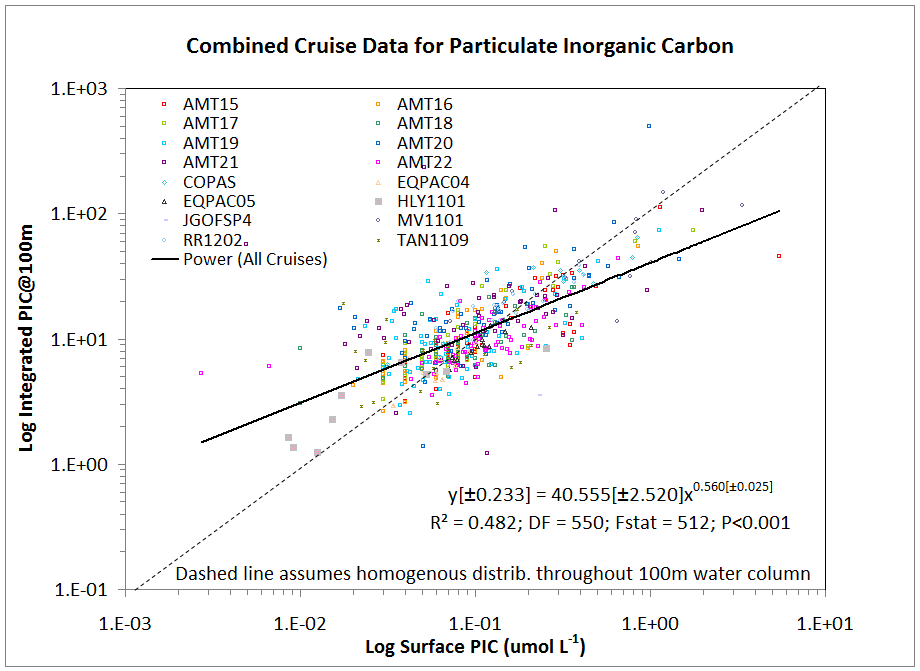 Combined Cruise Data for Particulate Inorganic Carbon
1.E+03
AMT15 AMT16
AMT17 AMT18
AMT19 AMT20
AMT21 AMT22
COPAS EQPAC04
EQPAC05 HLY1101
JGOFSP4 MV1101
RR1202 TAN1109
Power (All Cruises)
1.E+02
1.E+01
1.E+00
1.E-01
Log Integrated PIC@100m
y[±0.233] = 40.555[±2.520]x^0.560[±0.025]
R² = 0.482; DF = 550; Fstat = 512; P<0.001
Dashed line assumes homogenous distrib. throughout 100m water column
1.E-03 1.E-02 1.E-01 1.E+00 1.E+01
Log Surface PIC (umol L⁻¹)